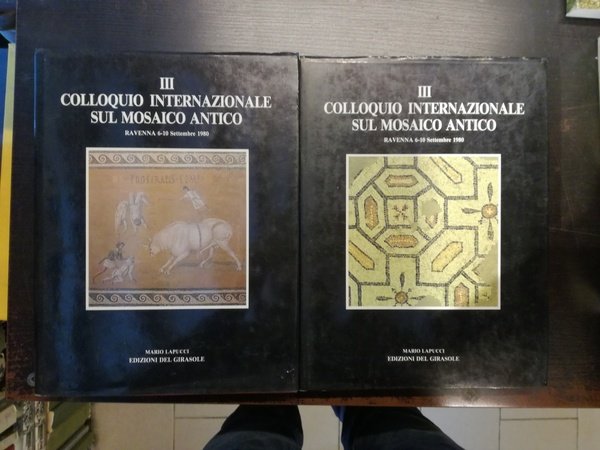 III
COLLOQUIO INTERNAZIONALE
SUL MOSAICO ANTICO
RAVENNA 6-10 Settembre 1980
MARIO LAPUCCI
EDIZIONI DEL GIRASOLE
III
COLLOQUIO INTERNAZIONALE
SUL MOSAICO ANTICO
RAVENNA 6-10 Settembre 1980
MARIO LAPUCCI
EDIZIONI DEL GIRASOLE